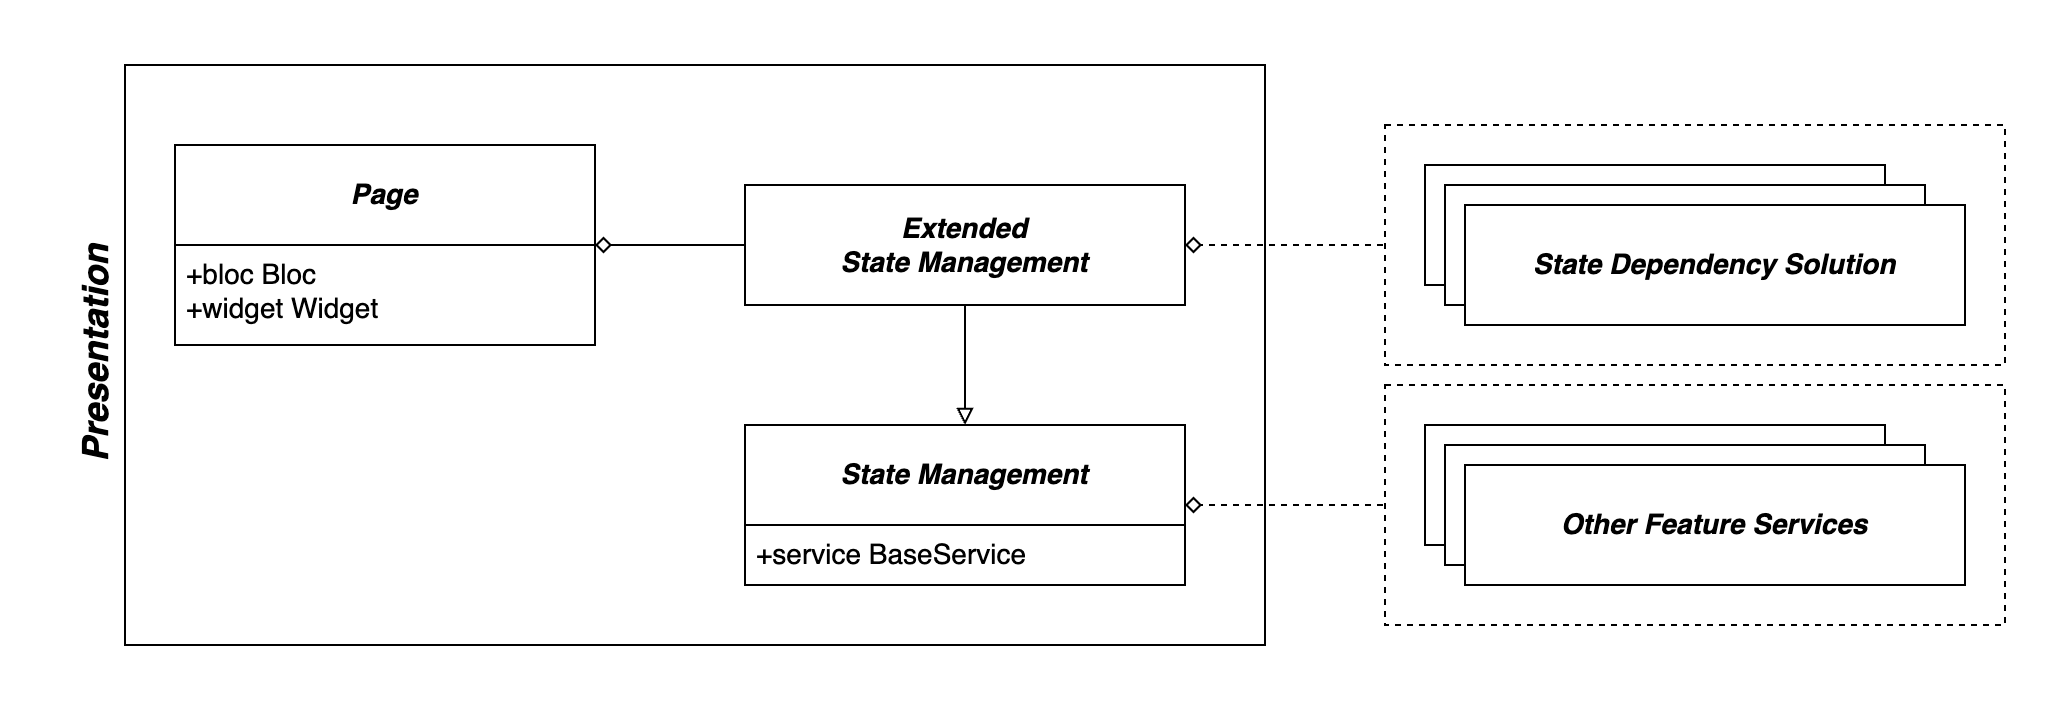 Presentation
Page
+bloc Bloc
+widget Widget
Extended
State Management
State Management
+service BaseService
State Dependency Solution
Other Feature Services